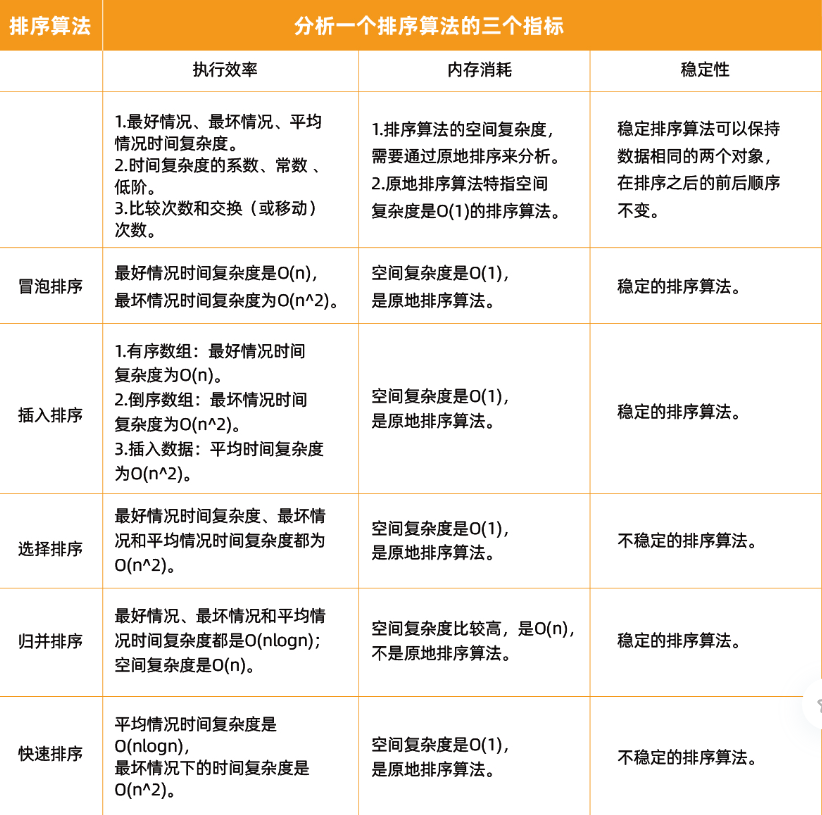 排序算法
分析一个排序算法的三个指标
执行效率
内存消耗
稳定性
1.最好情况、最坏情况、平均
情况时间复杂度。
2.时间复杂度的系数、常数 、
低阶。
3.比较次数和交换（或移动）
次数。
1.排序算法的空间复杂度，
需要通过原地排序来分析。
2.原地排序算法特指空间
复杂度是O(1)的排序算法。
稳定排序算法可以保持
数据相同的两个对象，
在排序之后的前后顺序
不变。
冒泡排序
最好情况时间复杂度是O(n)，
最坏情况时间复杂度为O(n^2)。
空间复杂度是O(1)，
是原地排序算法。
稳定的排序算法。
插入排序
1.有序数组：最好情况时间
复杂度为O(n)。
2.倒序数组：最坏情况时间
复杂度为O(n^2)。
3.插入数据：平均时间复杂度
为O(n^2)。
空间复杂度是O(1)，
是原地排序算法。
稳定的排序算法。
选择排序
最好情况时间复杂度、最坏情
况和平均情况时间复杂度都为
O(n^2)。
空间复杂度是O(1)，
是原地排序算法。
不稳定的排序算法。
归并排序
最好情况、最坏情况和平均情
况时间复杂度都是O(nlogn)；
空间复杂度是O(n)。
空间复杂度比较高，是O(n)，
不是原地排序算法。
稳定的排序算法。
快速排序
平均情况时间复杂度是
O(nlogn)，
最坏情况下的时间复杂度是
O(n^2)。
空间复杂度是O(1)，
是原地排序算法。
不稳定的排序算法。